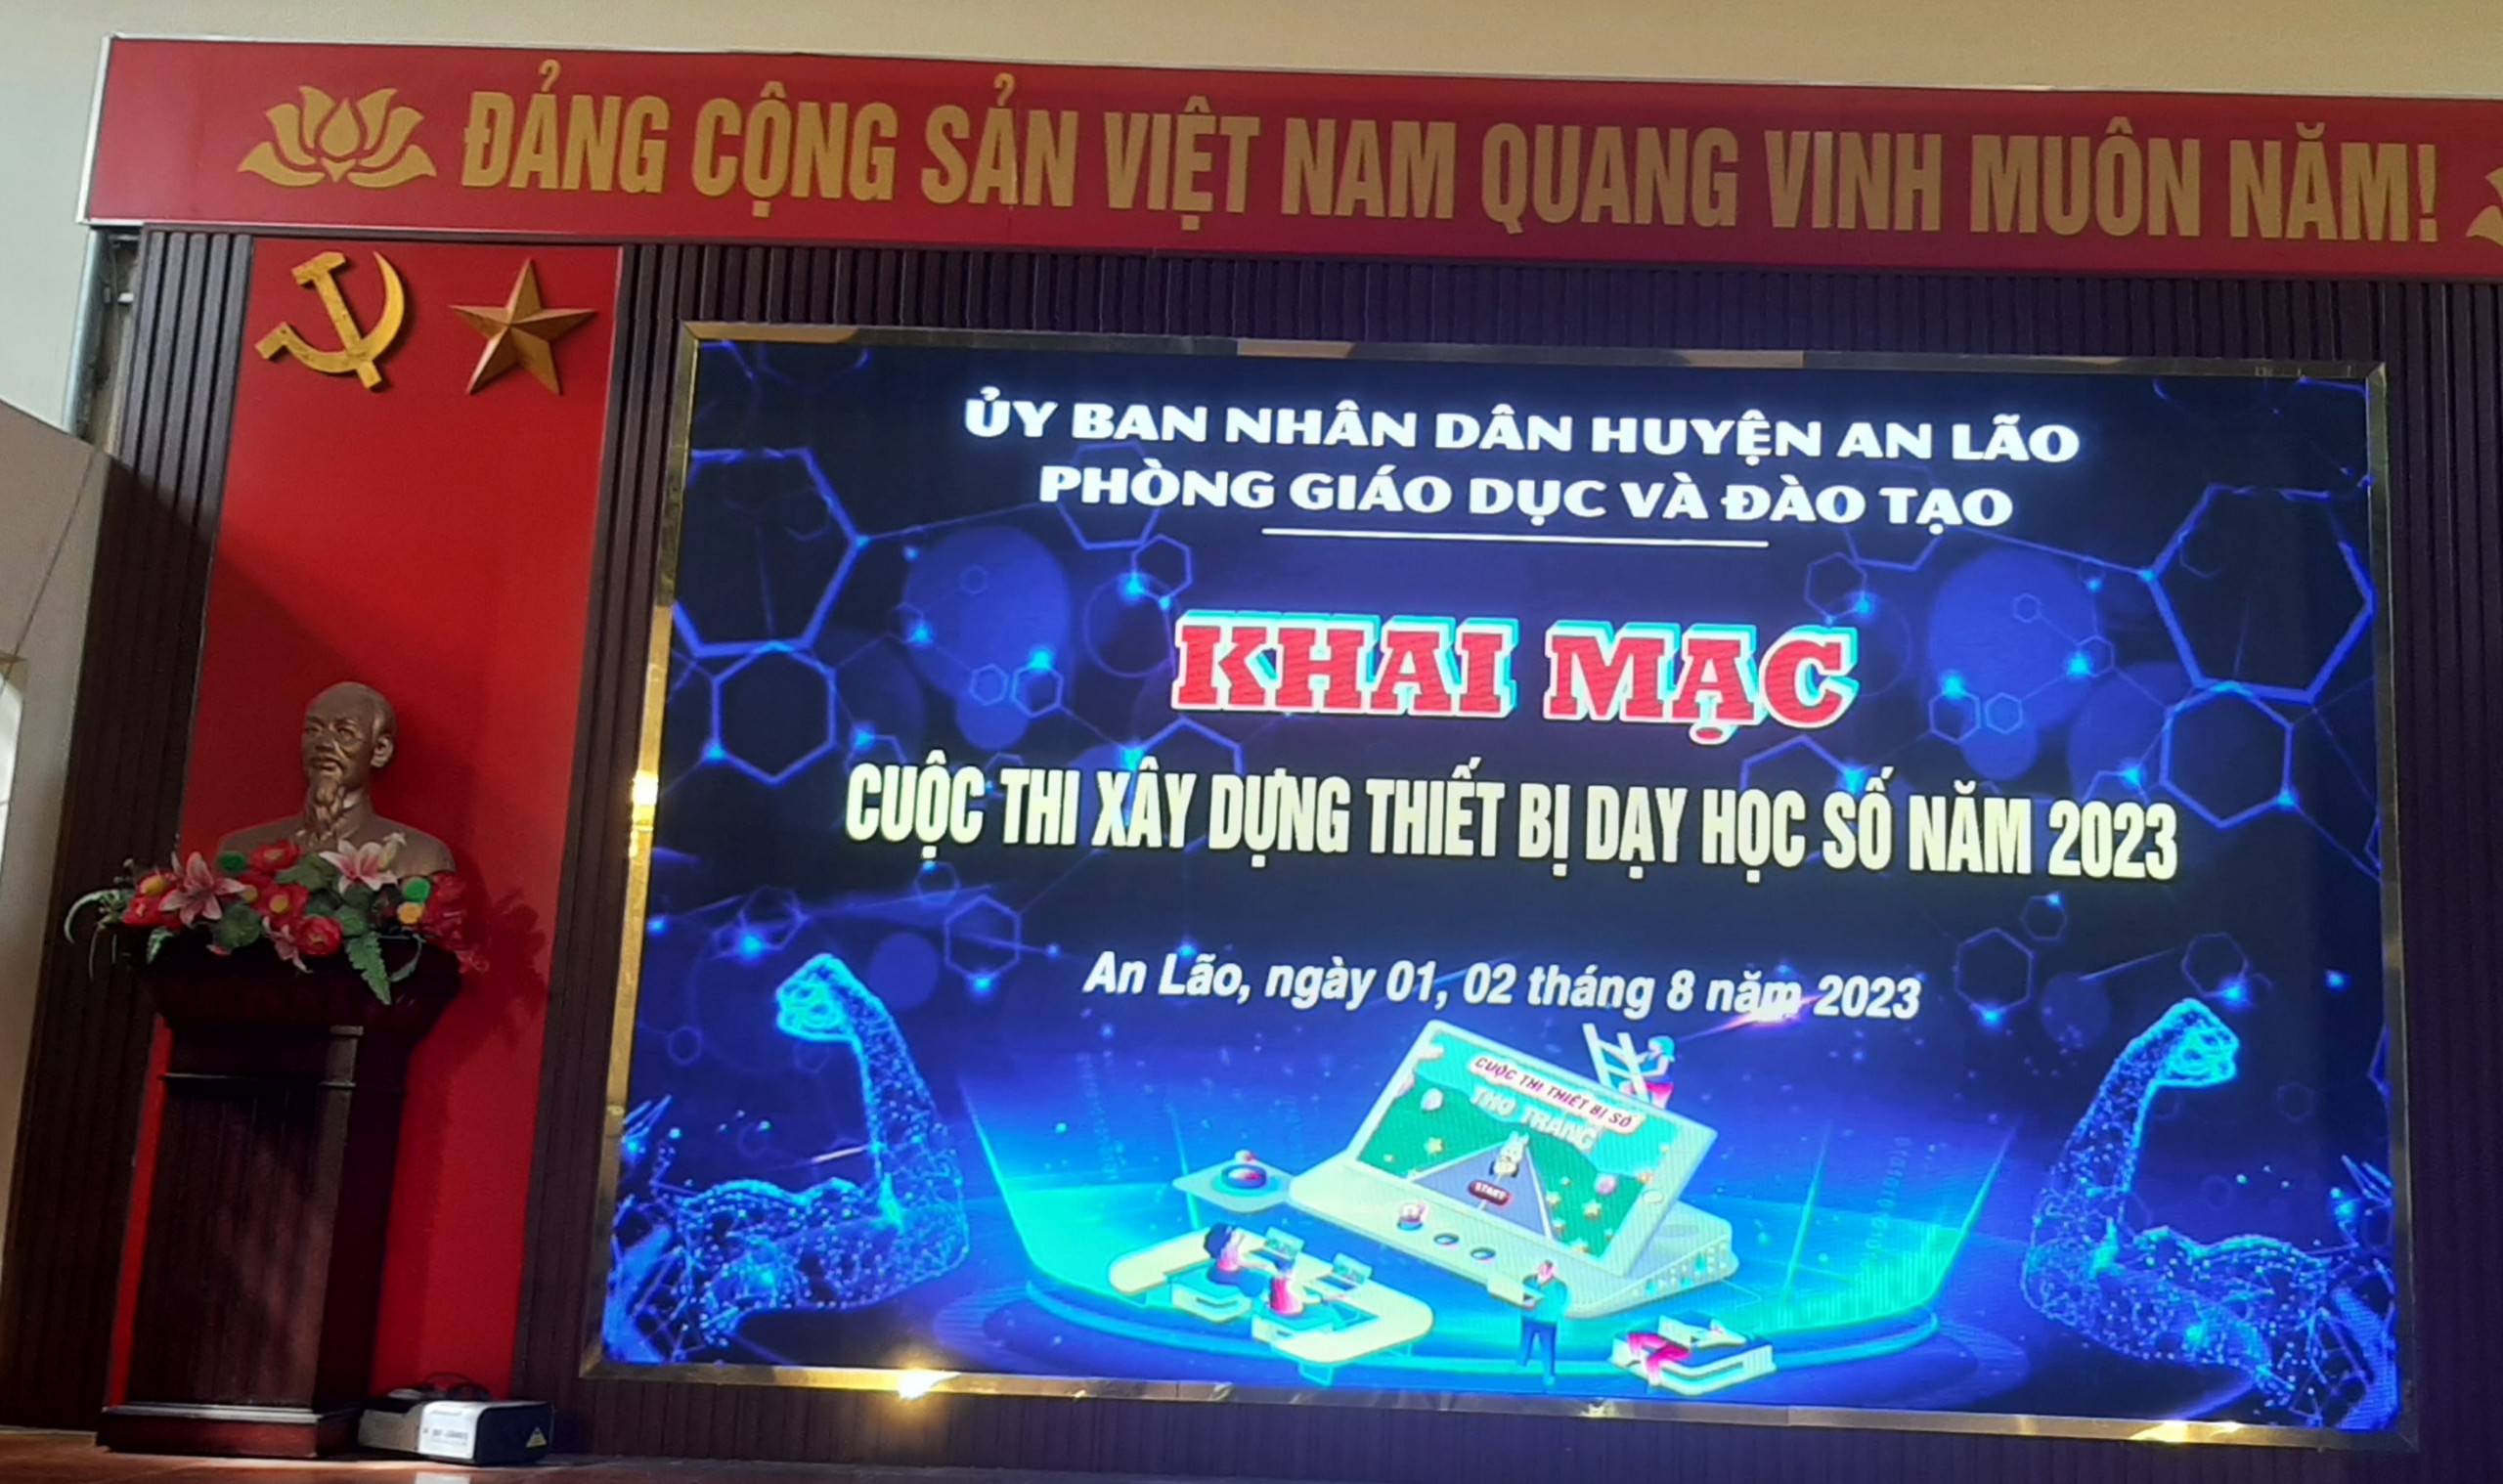 ĐẢNG CỘNG SẢN VIỆT NAM QUANG VINH MUÔN NĂM!
ỦY BAN NHÂN DÂN HUYỆN AN LÃO
PHÒNG GIÁO DỤC VÀ ĐÀO TẠO
KHAI MẠC
CUỘC THI XÂY DỰNG THIẾT BỊ DẠY HỌC SỐ NĂM 2023
An Lão, ngày 01, 02 tháng 8 năm 2023
CUỘC THI THIẾT BỊ SỐ
THO TRANG
START